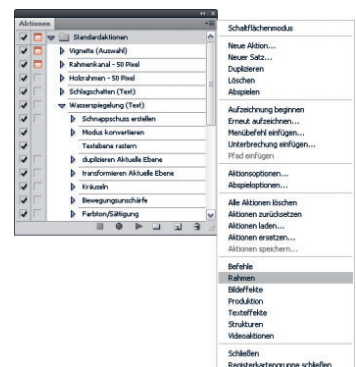 Aktionen
Standardaktionen
Vignette (Auswahl)
Rahmenkanal - 50 Pixel
Holzrahmen - 50 Pixel
Schlagschatten (Text)
Wasserspiegelung (Text)
Schnappschuss erstellen
Modus konvertieren
Textebene rastern
duplizieren Aktuelle Ebene
transformieren Aktuelle Ebene
Kräuseln
Bewegungsunschärfe
Farbton/Sättigung
Schaltflächenmodus
Neue Aktion...
Neuer Satz...
Duplizieren
Löschen
Abspielen
Aufzeichnung beginnen
Erneut aufzeichnen...
Menübefehl einfügen...
Unterbrechung einfügen...
Pfad einfügen
Aktionsoptionen...
Abspieloptionen...
Alle Aktionen löschen
Aktionen zurücksetzen
Aktionen laden...
Aktionen ersetzen...
Aktionen speichern...
Befehle
Rahmen
Bildeffekte
Produktion
Texteffekte
Strukturen
Videoaktionen
Schließen
Registerkartengruppe schließen